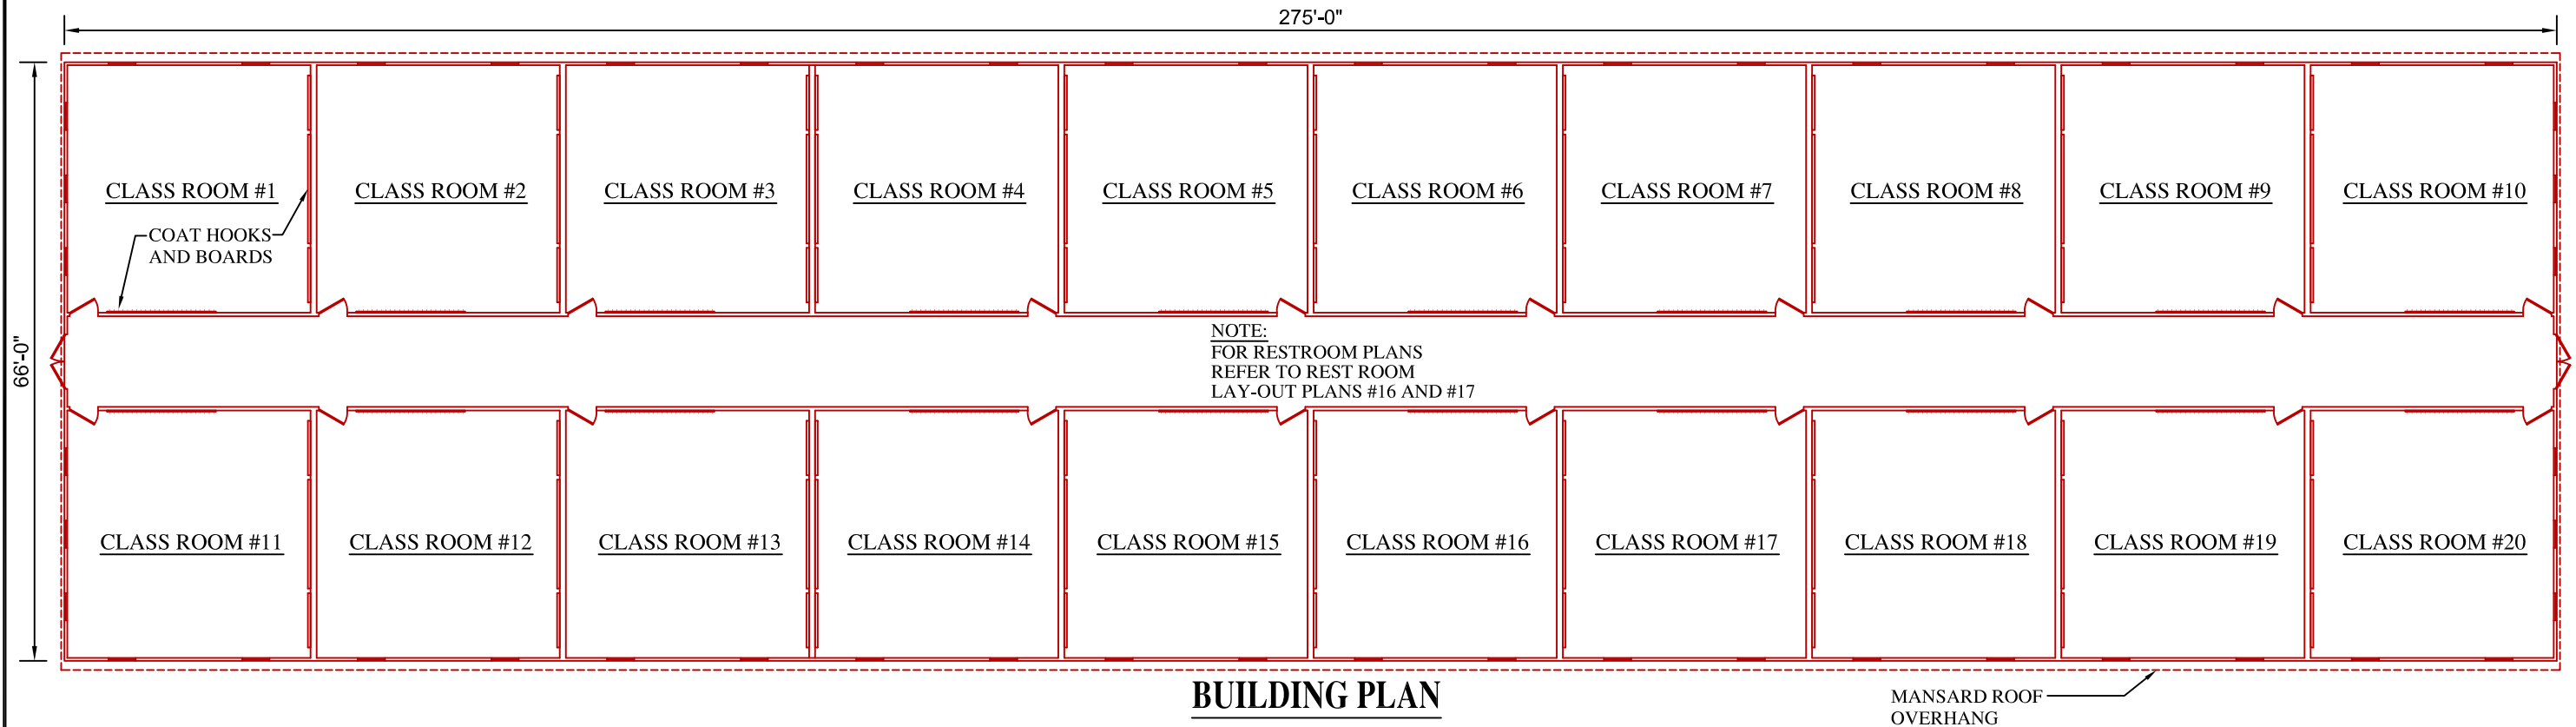 275'-0"
66'-0"
CLASS ROOM #1
CLASS ROOM #2
CLASS ROOM #3
CLASS ROOM #4
CLASS ROOM #5
CLASS ROOM #6
CLASS ROOM #7
CLASS ROOM #8
CLASS ROOM #9
CLASS ROOM #10
COAT HOOKS
AND BOARDS
NOTE:
FOR RESTROOM PLANS
REFER TO REST ROOM
LAY-OUT PLANS #16 AND #17
CLASS ROOM #11
CLASS ROOM #12
CLASS ROOM #13
CLASS ROOM #14
CLASS ROOM #15
CLASS ROOM #16
CLASS ROOM #17
CLASS ROOM #18
CLASS ROOM #19
CLASS ROOM #20
BUILDING PLAN
MANSARD ROOF
OVERHANG